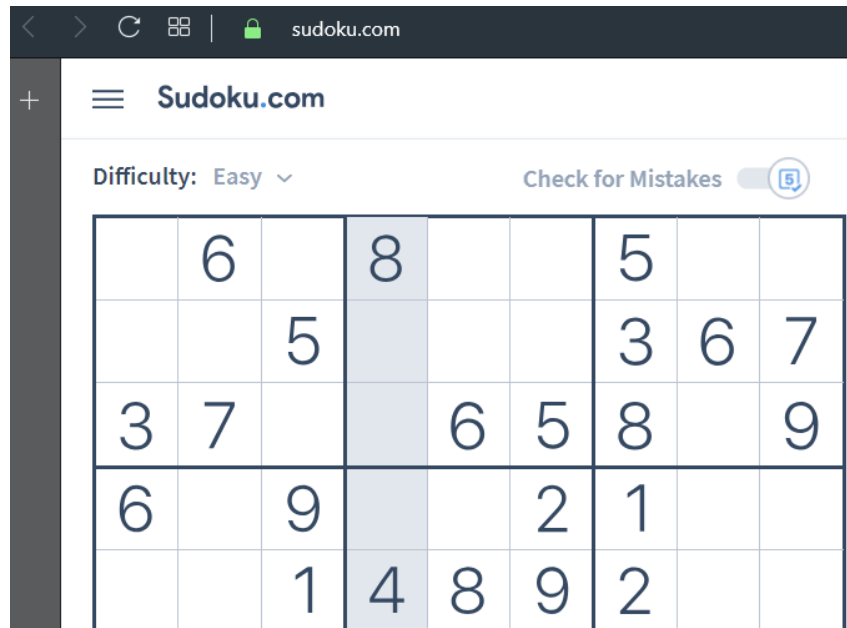 sudoku.com
Sudoku.com
Difficulty: Easy
Check for Mistakes
6 8 5
5 3 6 7
3 7 6 5 8 9
6 9 2 1
1 4 8 9 2